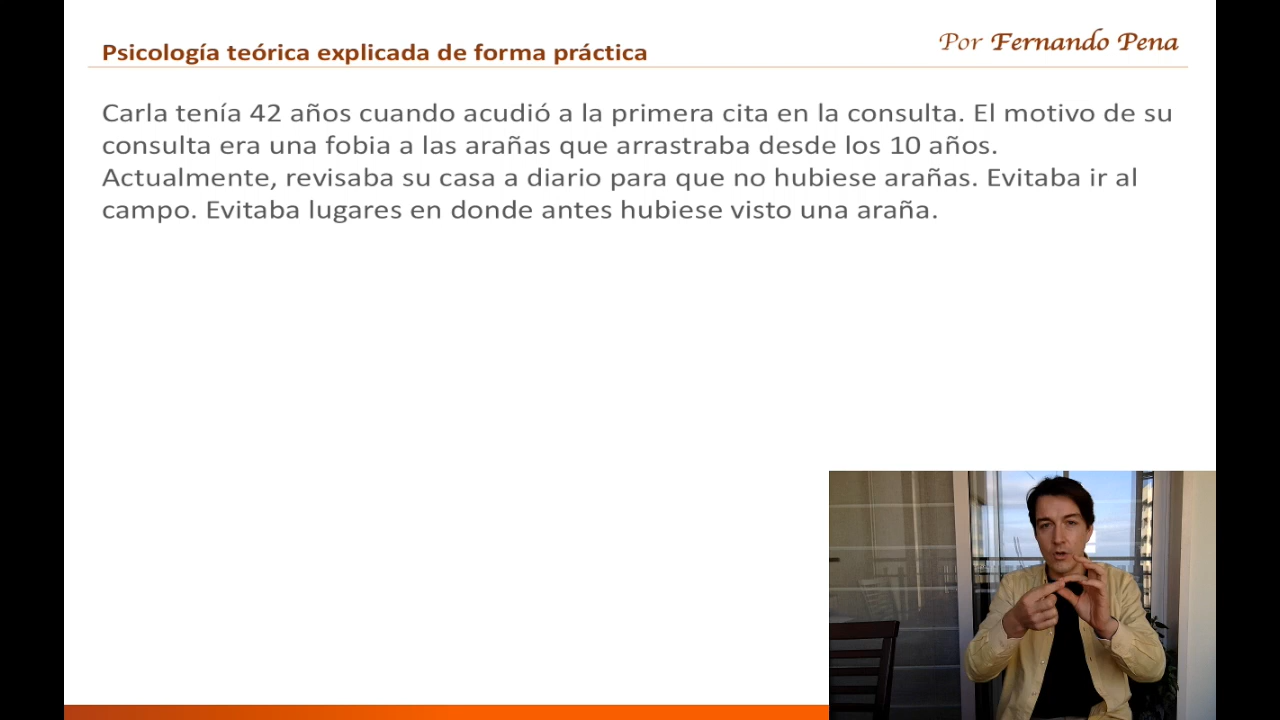 Psicología teórica explicada de forma práctica
Por Fernando Pena
Carla tenía 42 años cuando acudió a la primera cita en la consulta. El motivo de su
consulta era una fobia a las arañas que arrastraba desde los 10 años.
Actualmente, revisaba su casa a diario para que no hubiese arañas. Evitaba ir al
campo. Evitaba lugares en donde antes hubiese visto una araña.